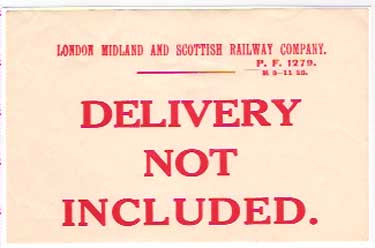 LONDON MIDLAND AND SCOTTISH RAILWAY COMPANY.
P. F. 1279.
DELIVERY
NOT
INCLUDED.